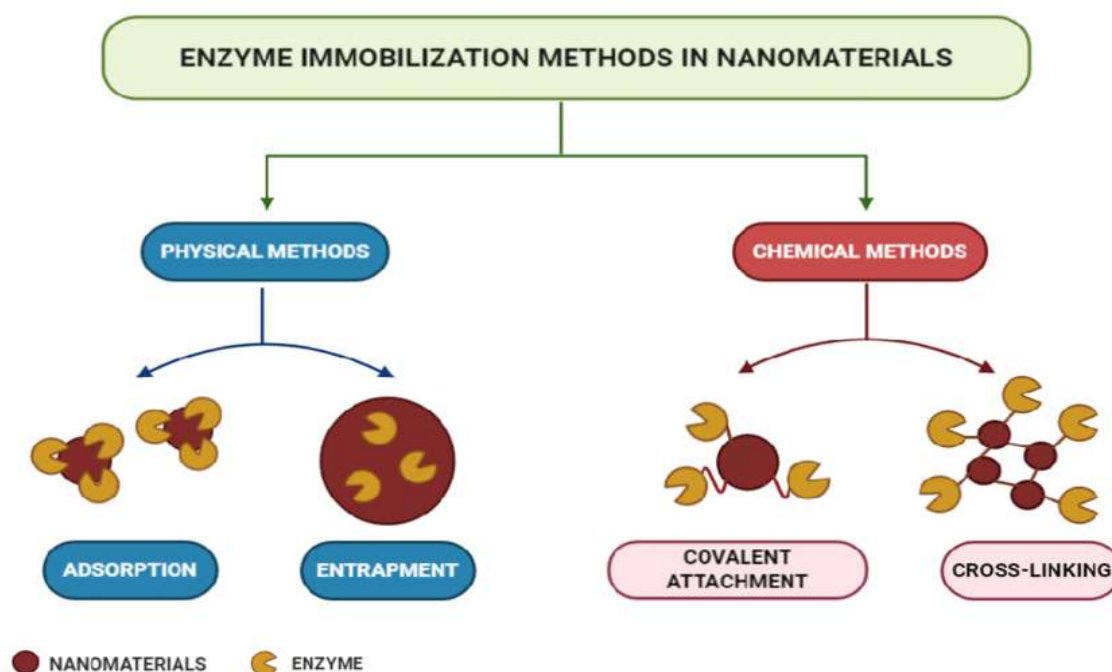 ENZYME IMMOBILIZATION METHODS IN NANOMATERIALS
PHYSICAL METHODS
CHEMICAL METHODS
ADSORPTION
ENTRAPMENT
COVALENT
ATTACHMENT
CROSS-LINKING
NANOMATERIALS
ENZYME